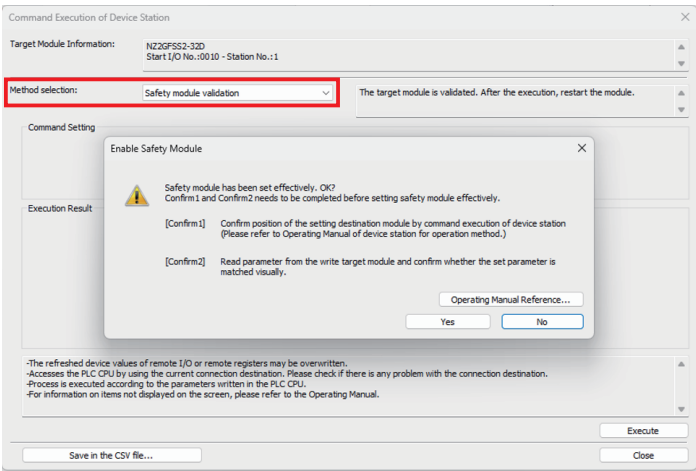 Command Execution of Device Station
Target Module Information:
NZ2GFSS2-32D
Start I/O No.:0010 - Station No.:1
Method selection:
Safety module validation
The target module is validated. After the execution, restart the module.
Command Setting
Enable Safety Module
Safety module has been set effectively. OK?
Confirm1 and Confirm2 needs to be completed before setting safety module effectively.
Execution Result
[Confirm1] Confirm position of the setting destination module by command execution of device station
(Please refer to Operating Manual of device station for operation method.)
[Confirm2] Read parameter from the write target module and confirm whether the set parameter is
matched visually.
Operating Manual Reference...
Yes
No
-The refreshed device values of remote I/O or remote registers may be overwritten.
-Accesses the PLC CPU by using the current connection destination. Please check if there is any problem with the connection destination.
-Process is executed according to the parameters written in the PLC CPU.
-For information on items not displayed on the screen, please refer to the Operating Manual.
Execute
Save in the CSV file...
Close